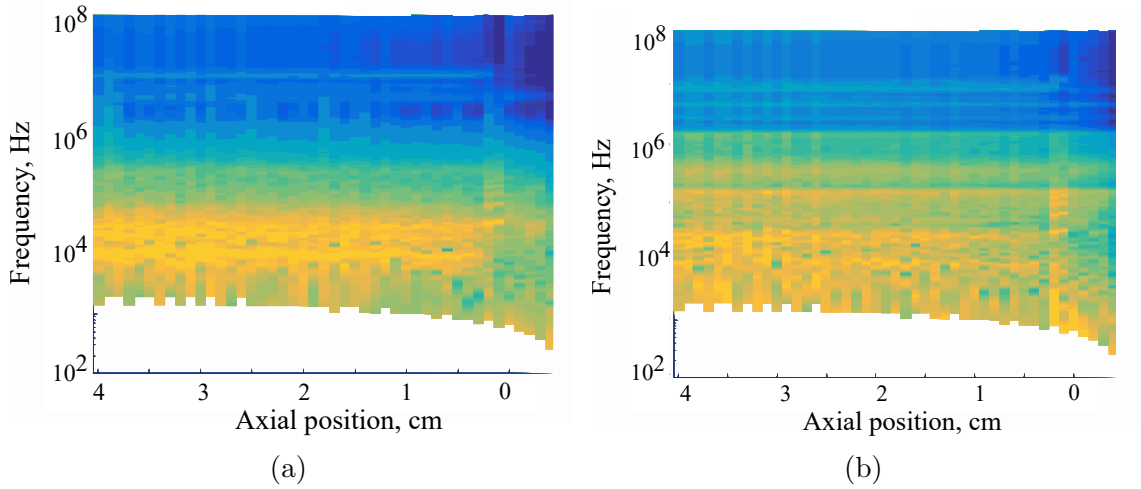 10^8
10^6
10^4
10^2
Frequency, Hz
4 3 2 1 0
Axial position, cm
(a)
10^8
10^6
10^4
10^2
Frequency, Hz
4 3 2 1 0
Axial position, cm
(b)